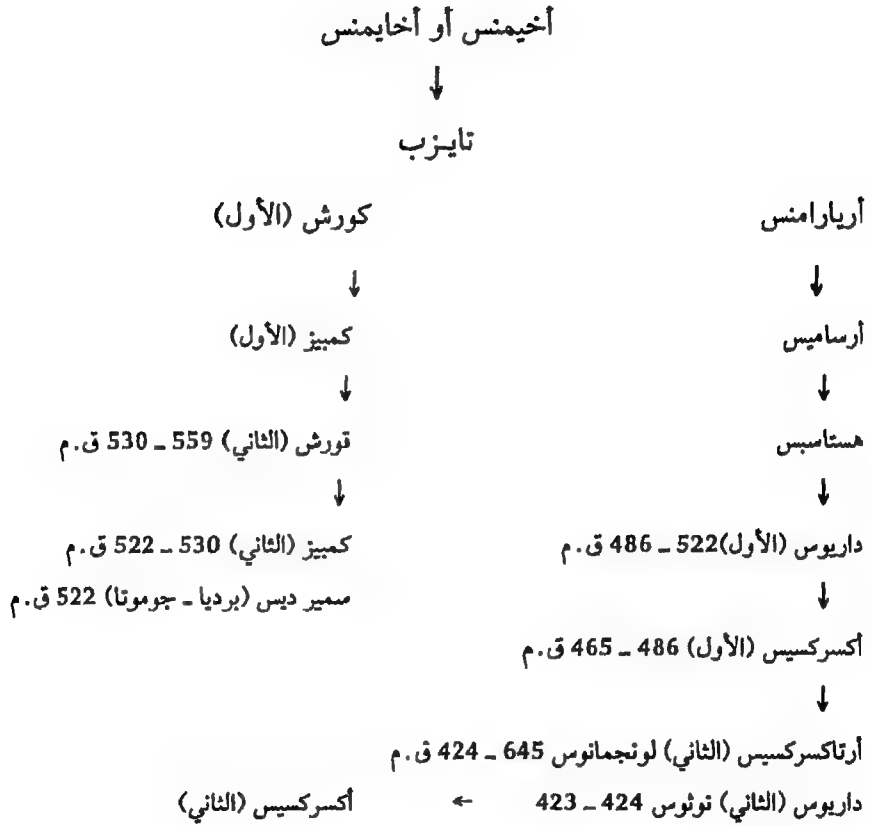 أخيمنس أو أخايمنس
↓
تايـزب
أريارامنس كورش (الأول)
↓ ↓
أرساميس كمبيز (الأول)
↓ ↓
هستاسبس قورش (الثاني) 559 ـ 530 ق.م
↓ ↓
داريوس (الأول)522 ـ 486 ق.م كمبيز (الثاني) 530 ـ 522 ق.م
↓ سمير ديس (برديا ـ جوموتا) 522 ق.م
أكسركسيس (الأول) 486 ـ 465 ق.م
↓
أرتاكسركسيس (الثاني) لونجمانوس 645 ـ 424 ق.م
داريوس (الثاني) نوثوس 424 ـ 423 ← أكسركسيس (الثاني)